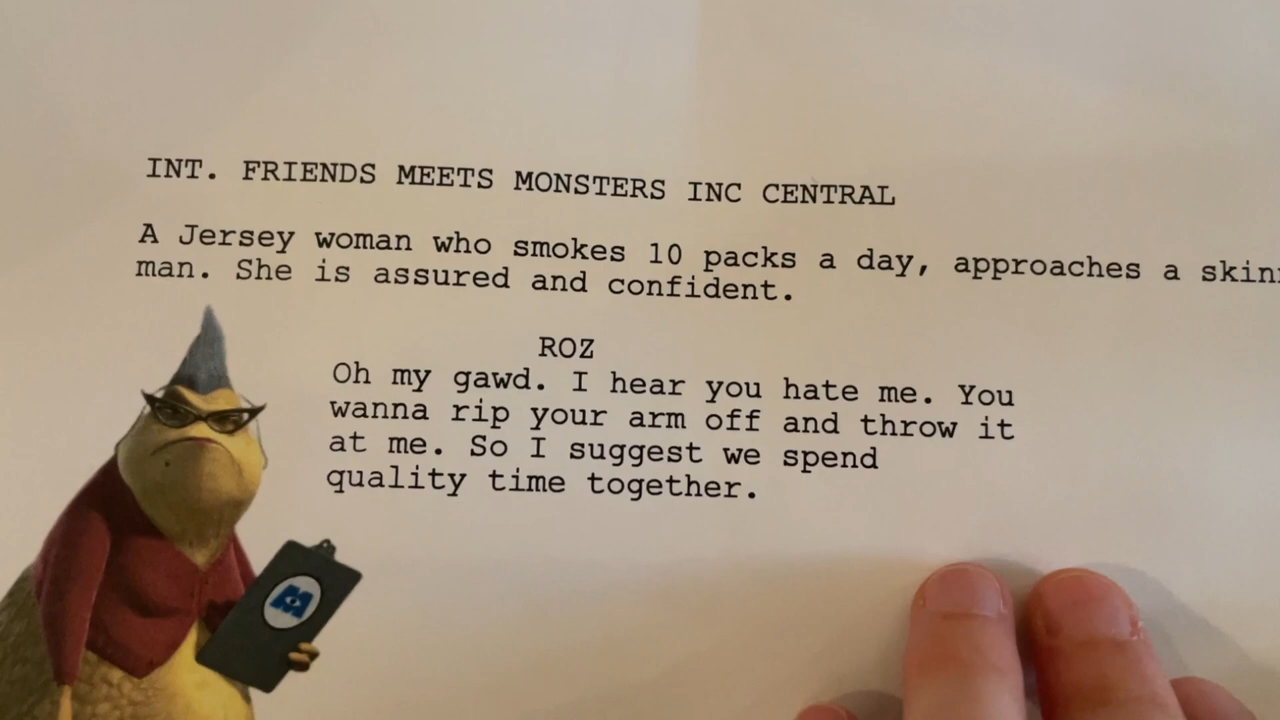 INT. FRIENDS MEETS MONSTERS INC CENTRAL
A Jersey woman who smokes 10 packs a day, approaches a
man. She is assured and confident.
ROZ
Oh my gawd. I hear you hate me. You
wanna rip your arm off and throw it
at me. So I suggest we spend
quality time together.